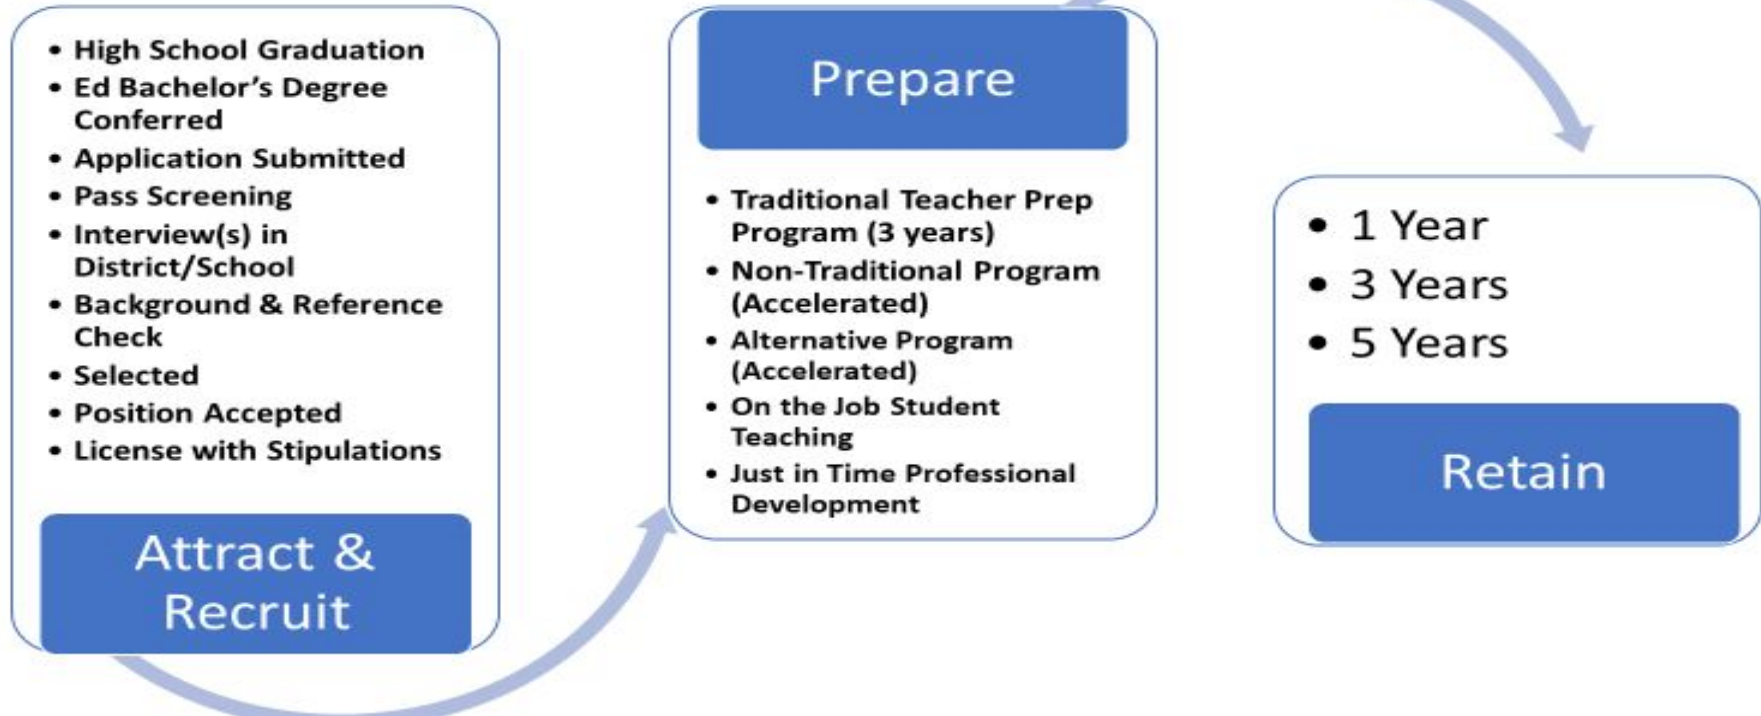 • High School Graduation
• Ed Bachelor's Degree
Conferred
• Application Submitted
• Pass Screening
• Interview(s) in
District/School
• Background & Reference
Check
• Selected
• Position Accepted
• License with Stipulations
Attract &
Recruit
Prepare
• Traditional Teacher Prep
Program (3 years)
• Non-Traditional Program
(Accelerated)
• Alternative Program
(Accelerated)
• On the Job Student
Teaching
• Just in Time Professional
Development
• 1 Year
• 3 Years
• 5 Years
Retain